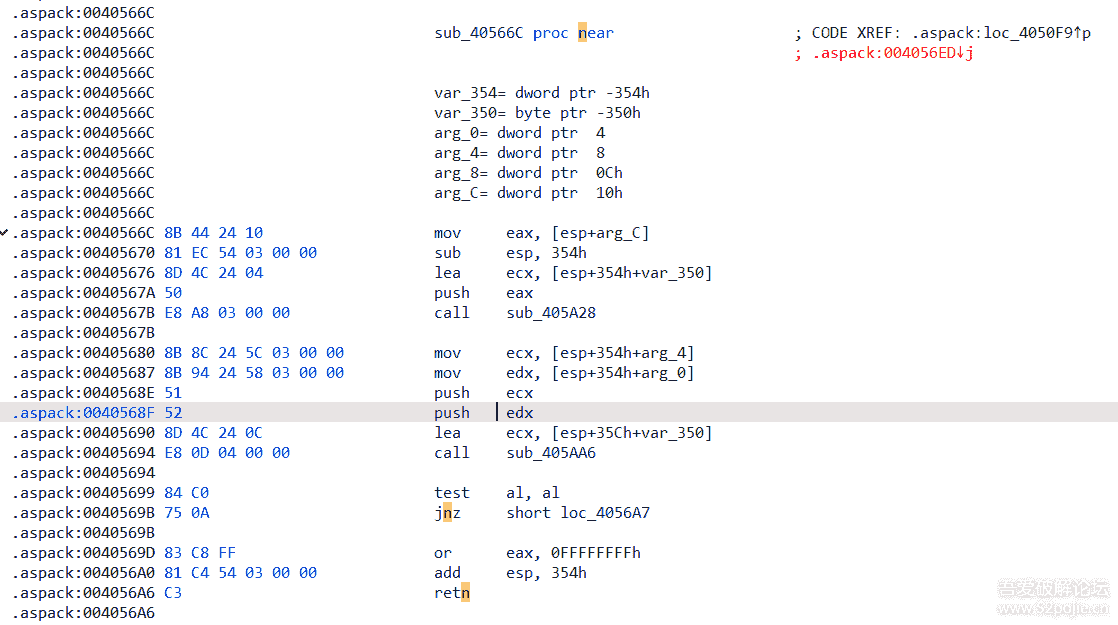 .aspack:0040566C
.aspack:0040566C sub_40566C proc near ; CODE XREF: .aspack:loc_4050F9↑p
.aspack:0040566C ; .aspack:004056ED↓j
.aspack:0040566C
.aspack:0040566C var_354= dword ptr -354h
.aspack:0040566C var_350= byte ptr -350h
.aspack:0040566C arg_0= dword ptr 4
.aspack:0040566C arg_4= dword ptr 8
.aspack:0040566C arg_8= dword ptr 0Ch
.aspack:0040566C arg_C= dword ptr 10h
.aspack:0040566C
.aspack:0040566C 8B 44 24 10 mov eax, [esp+arg_C]
.aspack:00405670 81 EC 54 03 00 00 sub esp, 354h
.aspack:00405676 8D 4C 24 04 lea ecx, [esp+354h+var_350]
.aspack:0040567A 50 push eax
.aspack:0040567B E8 A8 03 00 00 call sub_405A28
.aspack:0040567B
.aspack:00405680 8B 8C 24 5C 03 00 00 mov ecx, [esp+354h+arg_4]
.aspack:00405687 8B 94 24 58 03 00 00 mov edx, [esp+354h+arg_0]
.aspack:0040568E 51 push ecx
.aspack:0040568F 52 push edx
.aspack:00405690 8D 4C 24 0C lea ecx, [esp+35Ch+var_350]
.aspack:00405694 E8 0D 04 00 00 call sub_405AA6
.aspack:00405694
.aspack:00405699 84 C0 test al, al
.aspack:0040569B 75 0A jnz short loc_4056A7
.aspack:0040569B
.aspack:0040569D 83 C8 FF or eax, 0FFFFFFFFh
.aspack:004056A0 81 C4 54 03 00 00 add esp, 354h
.aspack:004056A6 C3 retn
.aspack:004056A6
吾爱破解论坛
www.52pojie.cn